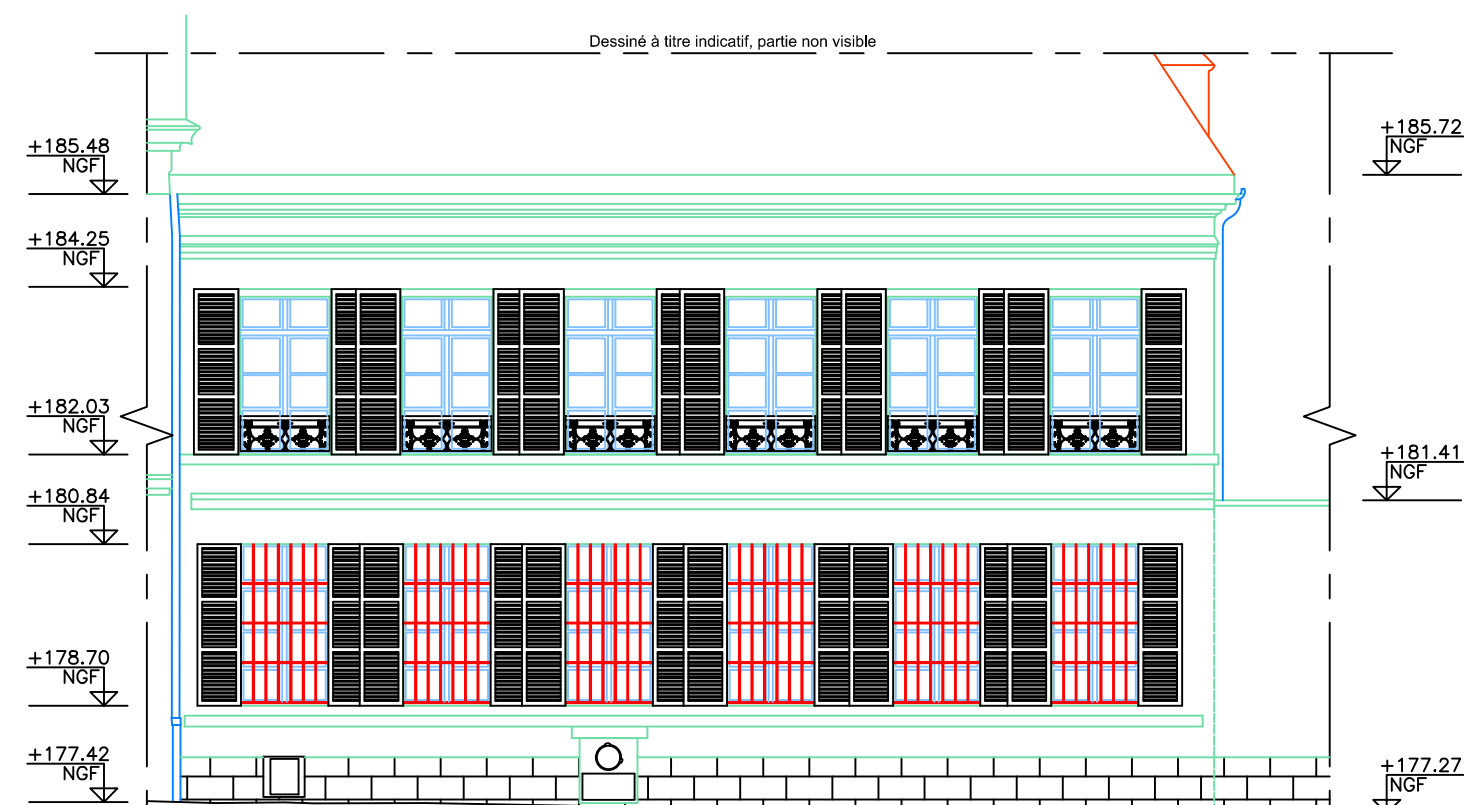 Dessiné à titre indicatif, partie non visible
+185.48
NGF
+185.72
NGF
+184.25
NGF
+182.03
NGF
+181.41
NGF
+180.84
NGF
+178.70
NGF
+177.42
NGF
+177.27
NGF